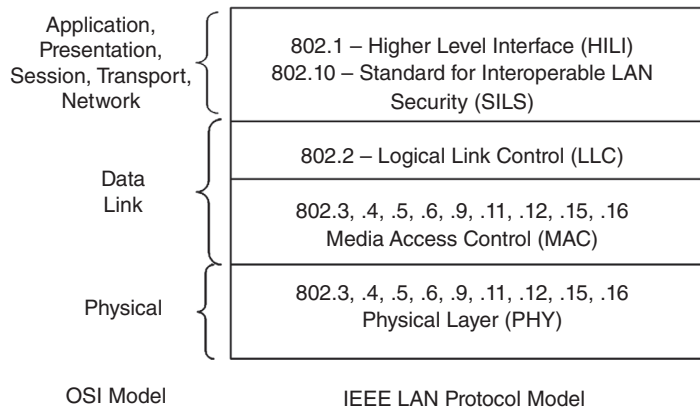 Application,
Presentation,
Session, Transport,
Network
802.1 – Higher Level Interface (HILI)
802.10 – Standard for Interoperable LAN
Security (SILS)
Data
Link
802.2 – Logical Link Control (LLC)
802.3, .4, .5, .6, .9, .11, .12, .15, .16
Media Access Control (MAC)
Physical
802.3, .4, .5, .6, .9, .11, .12, .15, .16
Physical Layer (PHY)
OSI Model
IEEE LAN Protocol Model